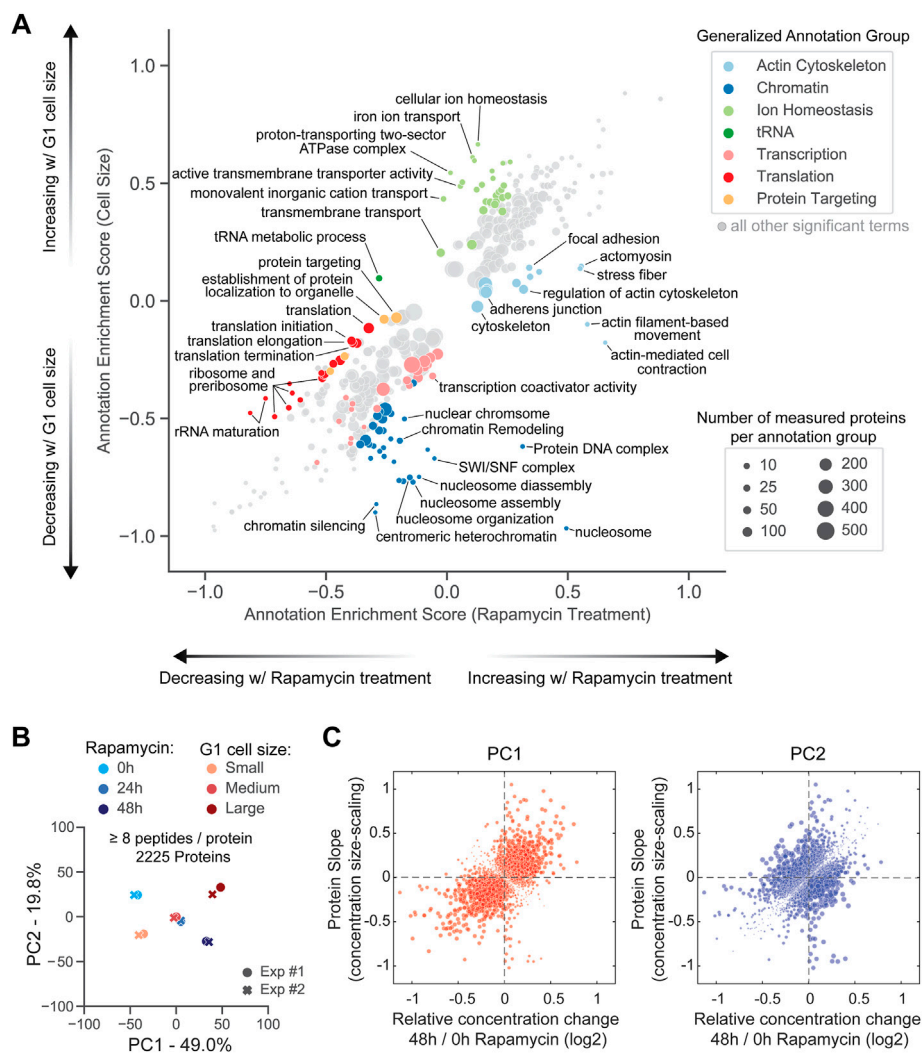 A
Increasing w/ G1 cell size
Decreasing w/ G1 cell size
Annotation Enrichment Score (Cell Size)
1.0
0.5
0.0
−0.5
−1.0
cellular ion homeostasis
iron ion transport
proton-transporting two-sector
ATPase complex
active transmembrane transporter activity
monovalent inorganic cation transport
transmembrane transport
tRNA metabolic process
protein targeting
establishment of protein
localization to organelle
translation
translation initiation
translation elongation
translation termination
ribosome and
preribosome
rRNA maturation
chromatin silencing
focal adhesion
actomyosin
stress fiber
regulation of actin cytoskeleton
adherens junction
cytoskeleton
actin filament-based
movement
actin-mediated cell
contraction
transcription coactivator activity
nuclear chromsome
chromatin Remodeling
Protein DNA complex
SWI/SNF complex
nucleosome diassembly
nucleosome assembly
nucleosome organization
centromeric heterochromatin
nucleosome
−1.0 −0.5 0.0 0.5 1.0
Annotation Enrichment Score (Rapamycin Treatment)
Decreasing w/ Rapamycin treatment
Increasing w/ Rapamycin treatment
Generalized Annotation Group
Actin Cytoskeleton
Chromatin
Ion Homeostasis
tRNA
Transcription
Translation
Protein Targeting
all other significant terms
Number of measured proteins
per annotation group
10 200
25 300
50 400
100 500
B
Rapamycin: G1 cell size:
0h Small
24h Medium
48h Large
≥ 8 peptides / protein
2225 Proteins
PC2 - 19.8%
100
50
0
−50
−100
Exp #1
Exp #2
−100 −50 0 50 100
PC1 - 49.0%
C
PC1
Protein Slope
(concentration size-scaling)
1
0.5
0
-0.5
-1
-1 -0.5 0 0.5 1
Relative concentration change
48h / 0h Rapamycin (log2)
PC2
Protein Slope
(concentration size-scaling)
1
0.5
0
-0.5
-1
-1 -0.5 0 0.5 1
Relative concentration change
48h / 0h Rapamycin (log2)